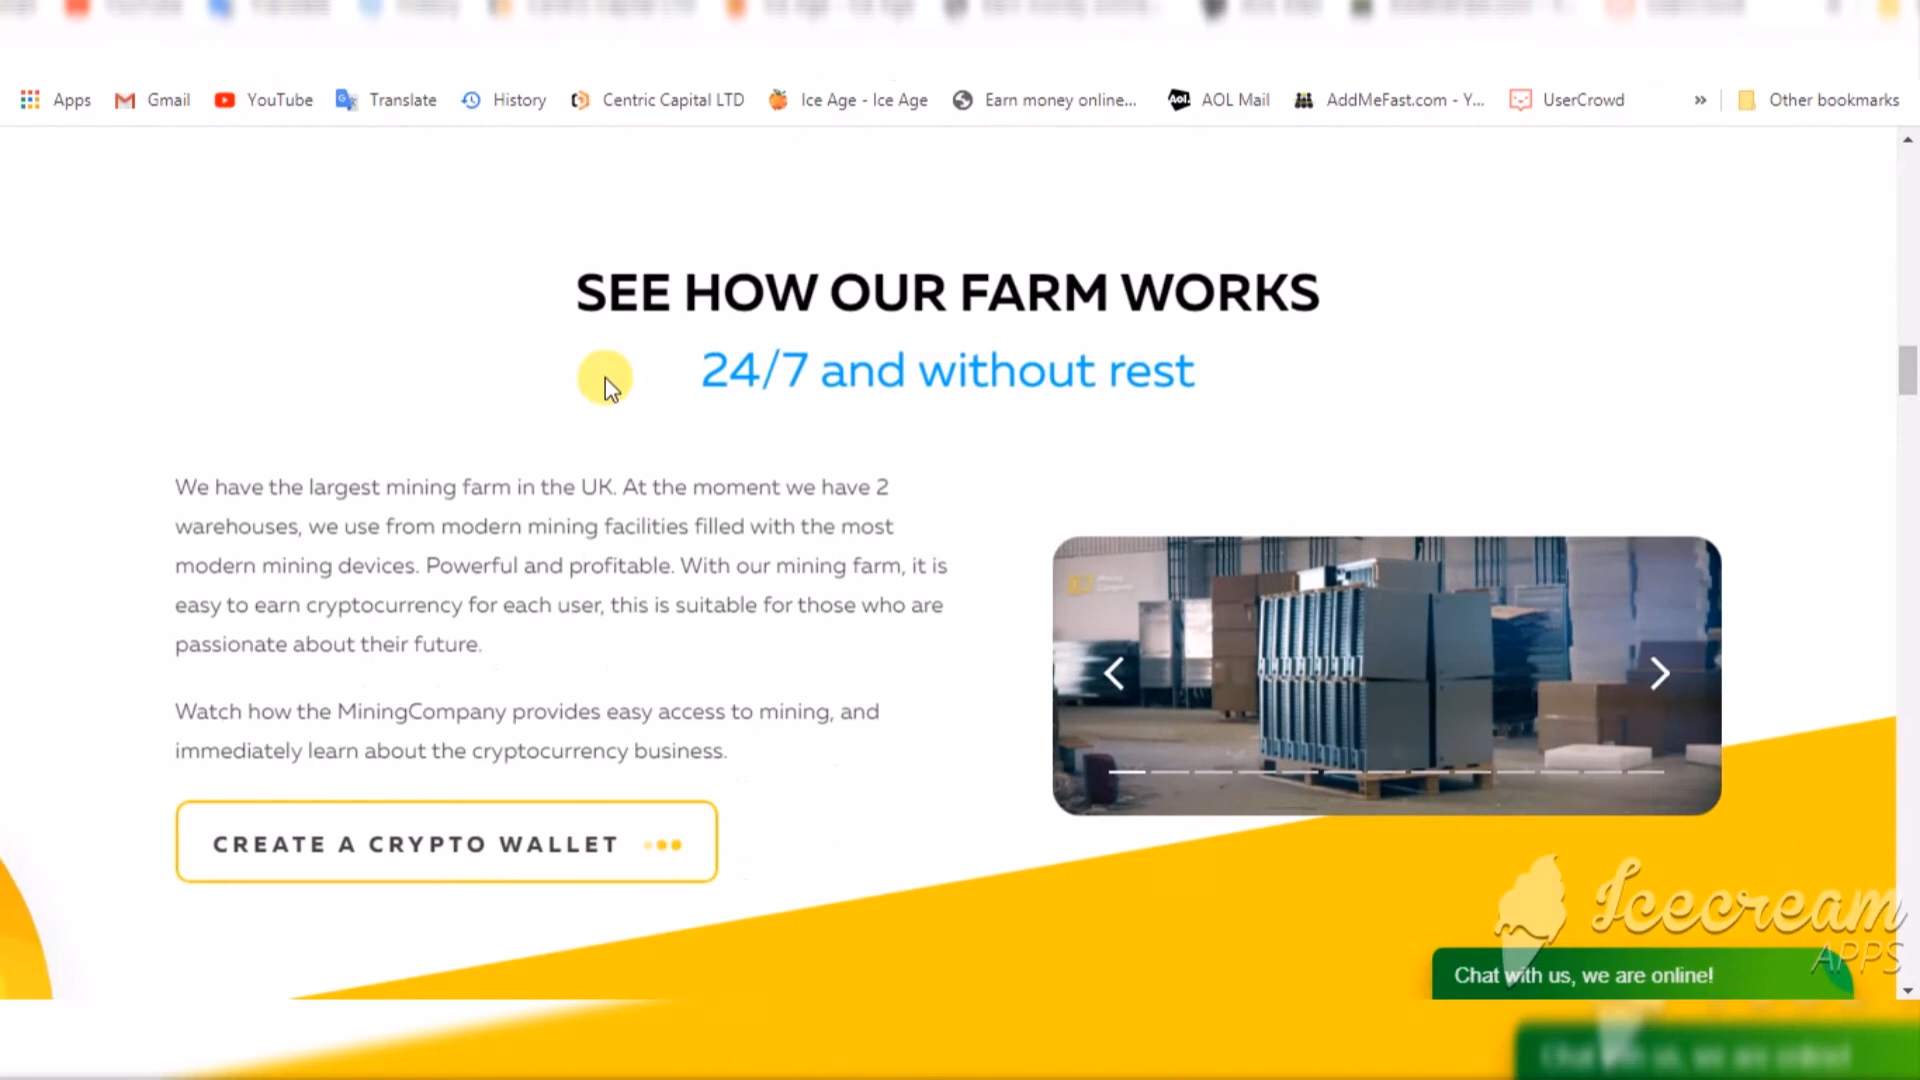 Apps Gmail YouTube Translate History Centric Capital LTD Ice Age - Ice Age Earn money online... Aol. AOL Mail AddMeFast.com - Y... UserCrowd » Other bookmarks
SEE HOW OUR FARM WORKS
24/7 and without rest
We have the largest mining farm in the UK. At the moment we have 2
warehouses, we use from modern mining facilities filled with the most
modern mining devices. Powerful and profitable. With our mining farm, it is
easy to earn cryptocurrency for each user, this is suitable for those who are
passionate about their future.
Watch how the MiningCompany provides easy access to mining, and
immediately learn about the cryptocurrency business.
CREATE A CRYPTO WALLET
Mining
Company
Icecream
APPS
Chat with us, we are online!